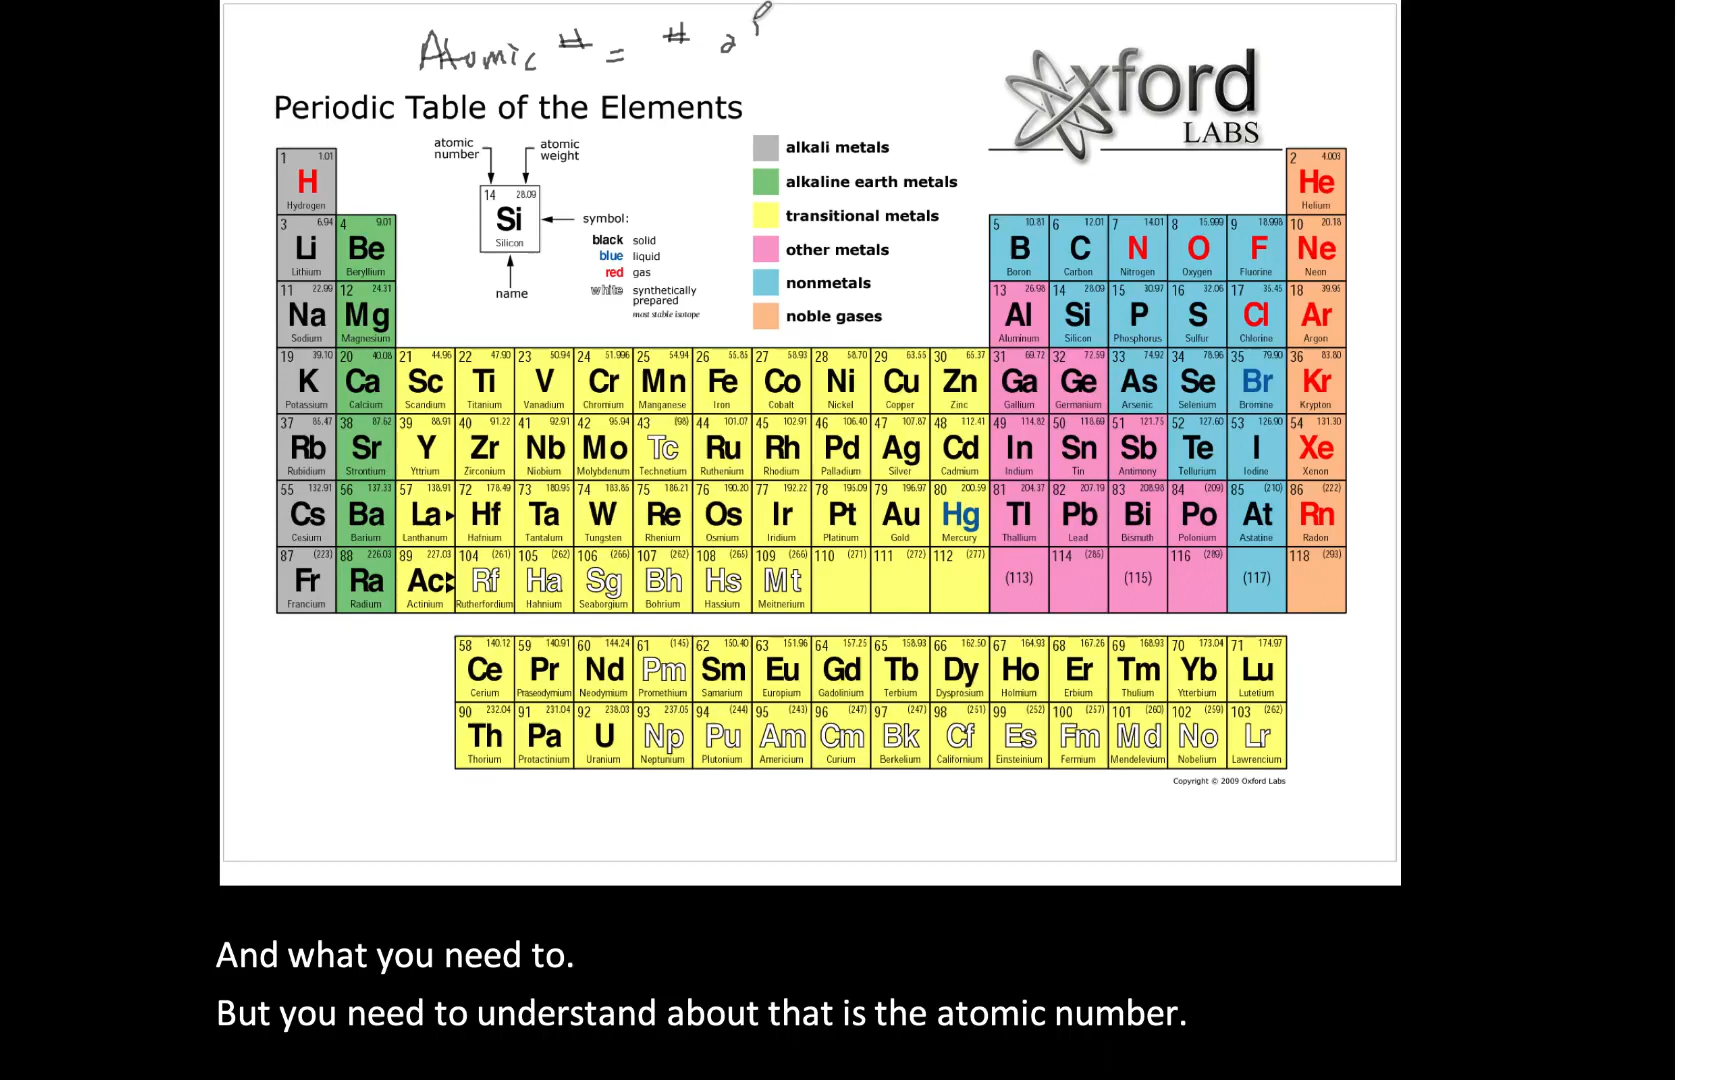 Atomic # = # of
Periodic Table of the Elements
Oxford
LABS
atomic number
atomic weight
14 28.09
Si
Silicon
name
symbol:
black solid
blue liquid
red gas
white synthetically prepared
most stable isotope
alkali metals
alkaline earth metals
transitional metals
other metals
nonmetals
noble gases
1 1.01 2 4.003
H He
Hydrogen Helium
3 6.94 4 9.01 5 10.81 6 12.01 7 14.01 8 15.999 9 18.998 10 20.18
Li Be B C N O F Ne
Lithium Beryllium Boron Carbon Nitrogen Oxygen Fluorine Neon
11 22.99 12 24.31 13 26.98 14 28.09 15 30.97 16 32.06 17 35.45 18 39.95
Na Mg Al Si P S Cl Ar
Sodium Magnesium Aluminum Silicon Phosphorus Sulfur Chlorine Argon
19 39.10 20 40.08 21 44.96 22 47.90 23 50.94 24 51.996 25 54.94 26 55.85 27 58.93 28 58.70 29 63.55 30 65.37 31 69.72 32 72.59 33 74.92 34 78.96 35 79.90 36 83.80
K Ca Sc Ti V Cr Mn Fe Co Ni Cu Zn Ga Ge As Se Br Kr
Potassium Calcium Scandium Titanium Vanadium Chromium Manganese Iron Cobalt Nickel Copper Zinc Gallium Germanium Arsenic Selenium Bromine Krypton
37 85.47 38 87.62 39 88.91 40 91.22 41 92.91 42 95.94 43 (98) 44 101.07 45 102.91 46 106.40 47 107.87 48 112.41 49 114.82 50 118.69 51 121.75 52 127.60 53 126.90 54 131.30
Rb Sr Y Zr Nb Mo Tc Ru Rh Pd Ag Cd In Sn Sb Te I Xe
Rubidium Strontium Yttrium Zirconium Niobium Molybdenum Technetium Ruthenium Rhodium Palladium Silver Cadmium Indium Tin Antimony Tellurium Iodine Xenon
55 132.91 56 137.33 57 138.91 72 178.49 73 180.95 74 183.85 75 186.21 76 190.20 77 192.22 78 195.09 79 196.97 80 200.59 81 204.37 82 207.19 83 208.98 84 (209) 85 (210) 86 (222)
Cs Ba La Hf Ta W Re Os Ir Pt Au Hg Tl Pb Bi Po At Rn
Cesium Barium Lanthanum Hafnium Tantalum Tungsten Rhenium Osmium Iridium Platinum Gold Mercury Thallium Lead Bismuth Polonium Astatine Radon
87 (223) 88 226.03 89 227.03 104 (261) 105 (262) 106 (266) 107 (262) 108 (265) 109 (266) 110 (271) 111 (272) 112 (277) (113) 114 (285) (115) 116 (289) (117) 118 (293)
Fr Ra Ac Rf Ha Sg Bh Hs Mt
Francium Radium Actinium Rutherfordium Hahnium Seaborgium Bohrium Hassium Meitnerium
58 140.12 59 140.91 60 144.24 61 (145) 62 150.40 63 151.96 64 157.25 65 158.93 66 162.50 67 164.93 68 167.26 69 168.93 70 173.04 71 174.97
Ce Pr Nd Pm Sm Eu Gd Tb Dy Ho Er Tm Yb Lu
Cerium Praseodymium Neodymium Promethium Samarium Europium Gadolinium Terbium Dysprosium Holmium Erbium Thulium Ytterbium Lutetium
90 232.04 91 231.04 92 238.03 93 237.05 94 (244) 95 (243) 96 (247) 97 (247) 98 (251) 99 (252) 100 (257) 101 (260) 102 (259) 103 (262)
Th Pa U Np Pu Am Cm Bk Cf Es Fm Md No Lr
Thorium Protactinium Uranium Neptunium Plutonium Americium Curium Berkelium Californium Einsteinium Fermium Mendelevium Nobelium Lawrencium
Copyright © 2009 Oxford Labs
And what you need to.
But you need to understand about that is the atomic number.